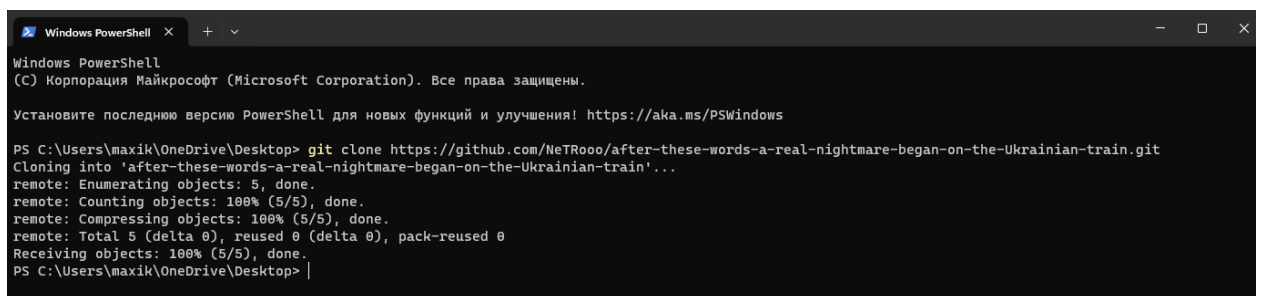 Windows PowerShell
Windows PowerShell
(C) Корпорация Майкрософт (Microsoft Corporation). Все права защищены.
Установите последнюю версию PowerShell для новых функций и улучшения! https://aka.ms/PSWindows
PS C:\Users\maxik\OneDrive\Desktop> git clone https://github.com/NeTRooo/after-these-words-a-real-nightmare-began-on-the-Ukrainian-train.git
Cloning into 'after-these-words-a-real-nightmare-began-on-the-Ukrainian-train'...
remote: Enumerating objects: 5, done.
remote: Counting objects: 100% (5/5), done.
remote: Compressing objects: 100% (5/5), done.
remote: Total 5 (delta 0), reused 0 (delta 0), pack-reused 0
Receiving objects: 100% (5/5), done.
PS C:\Users\maxik\OneDrive\Desktop>